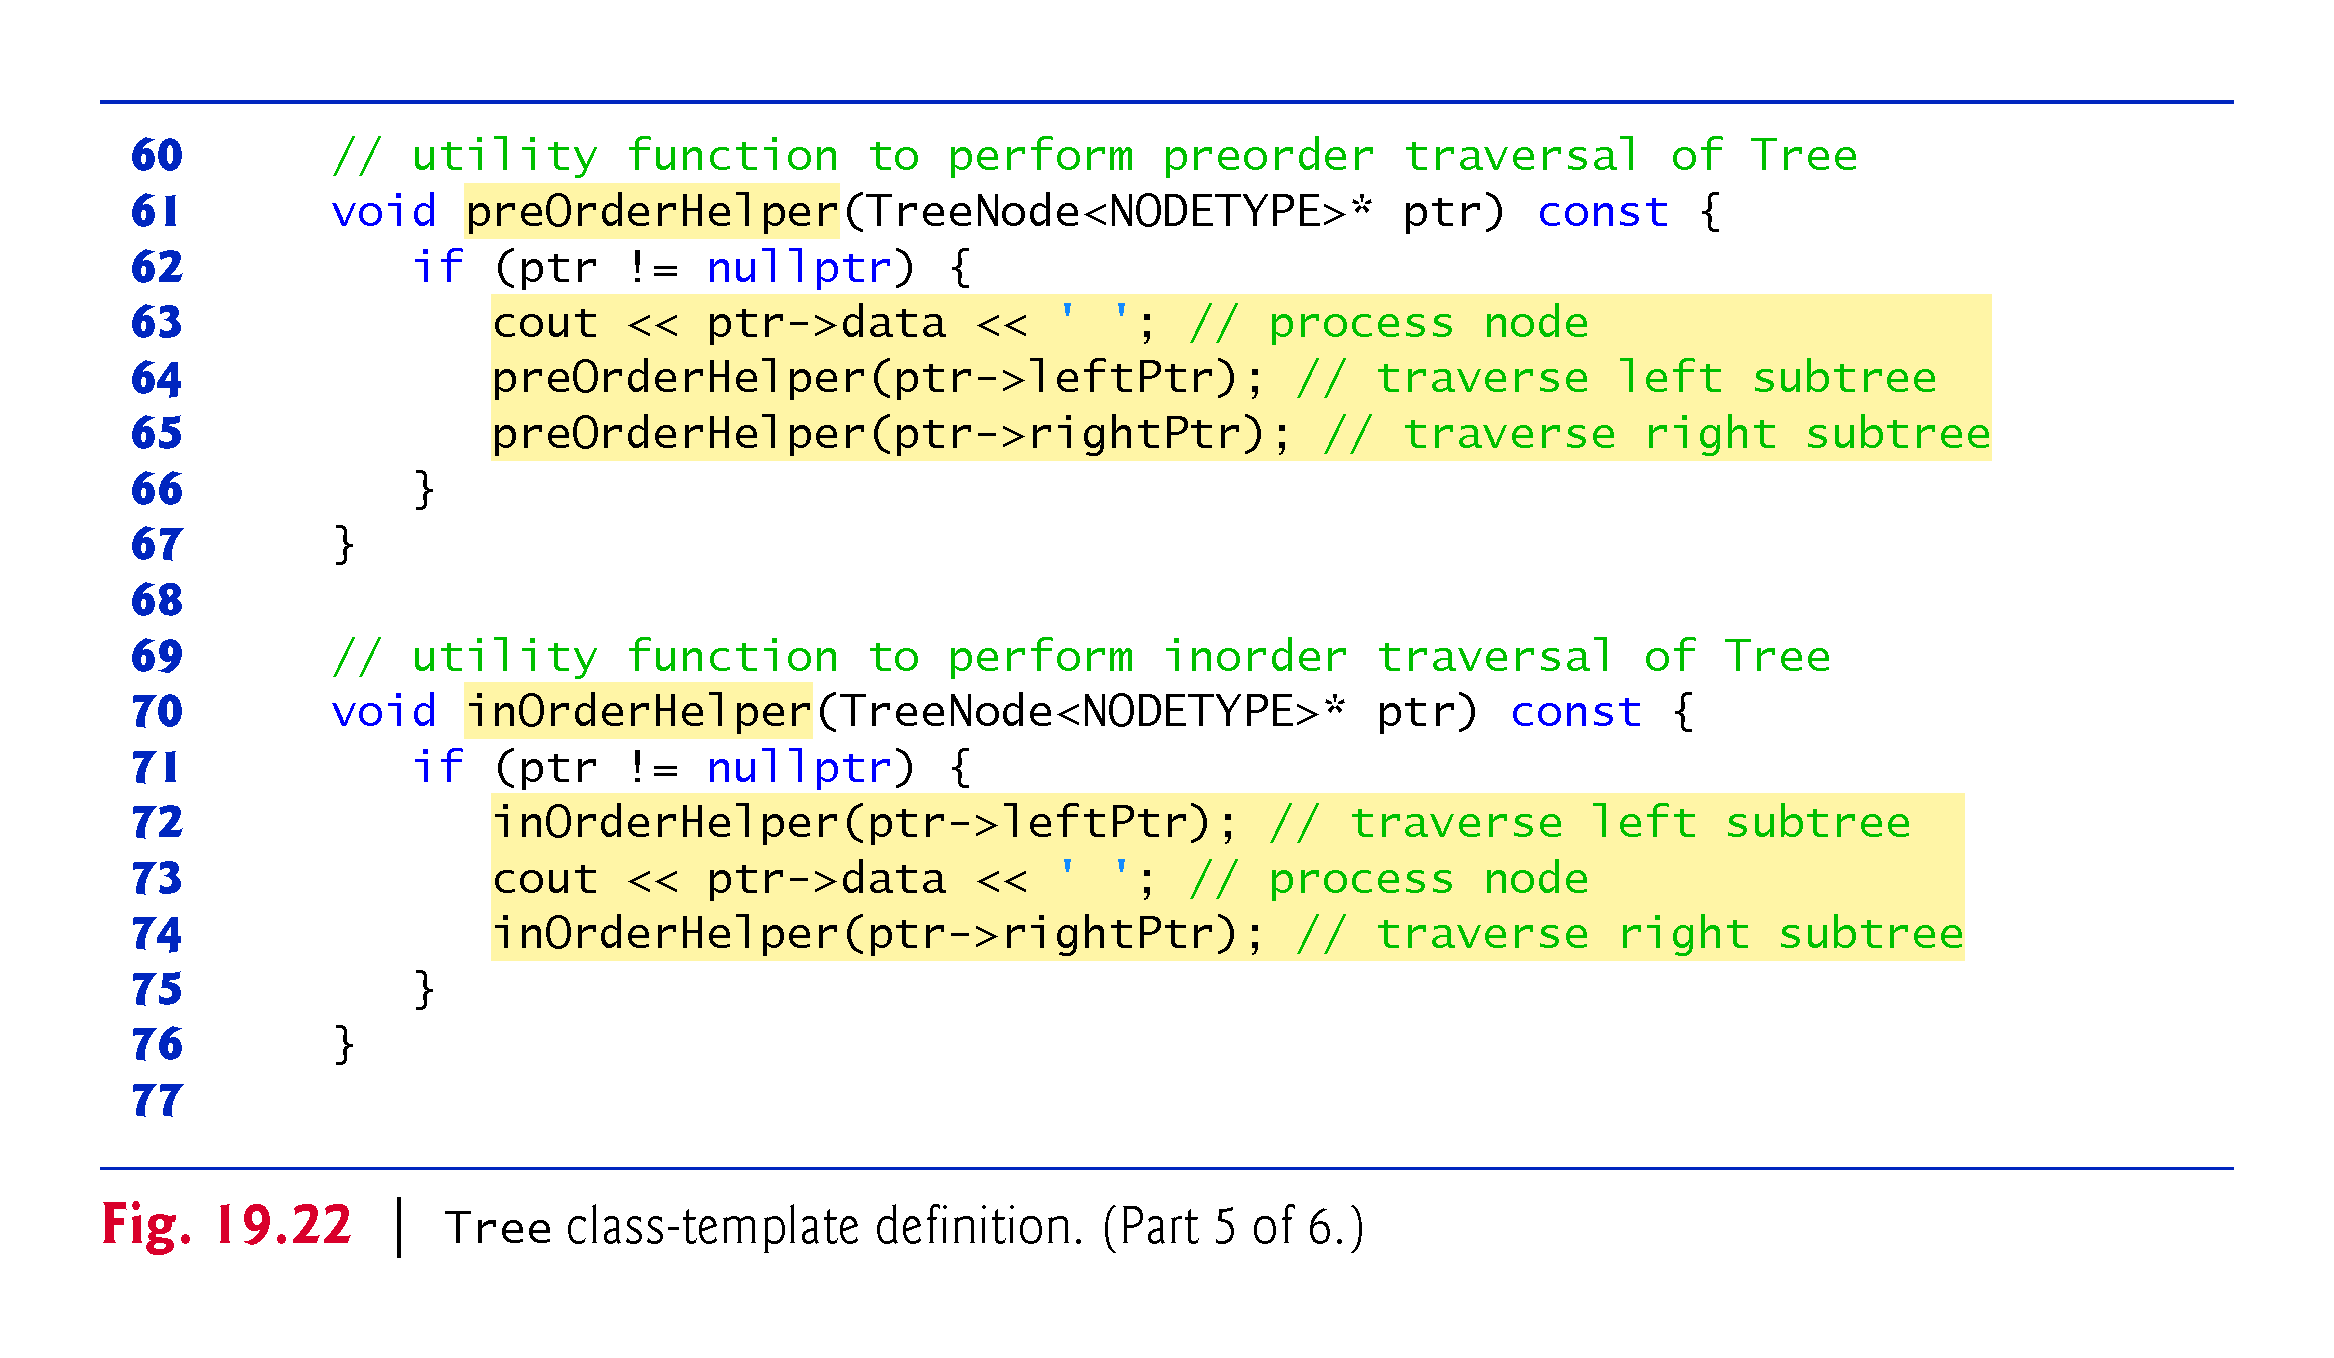 60 // utility function to perform preorder traversal of Tree
61 void preOrderHelper(TreeNode<NODETYPE>* ptr) const {
62 if (ptr != nullptr) {
63 cout << ptr->data << ' '; // process node
64 preOrderHelper(ptr->leftPtr); // traverse left subtree
65 preOrderHelper(ptr->rightPtr); // traverse right subtree
66 }
67 }
68
69 // utility function to perform inorder traversal of Tree
70 void inOrderHelper(TreeNode<NODETYPE>* ptr) const {
71 if (ptr != nullptr) {
72 inOrderHelper(ptr->leftPtr); // traverse left subtree
73 cout << ptr->data << ' '; // process node
74 inOrderHelper(ptr->rightPtr); // traverse right subtree
75 }
76 }
77
Fig. 19.22 | Tree class-template definition. (Part 5 of 6.)